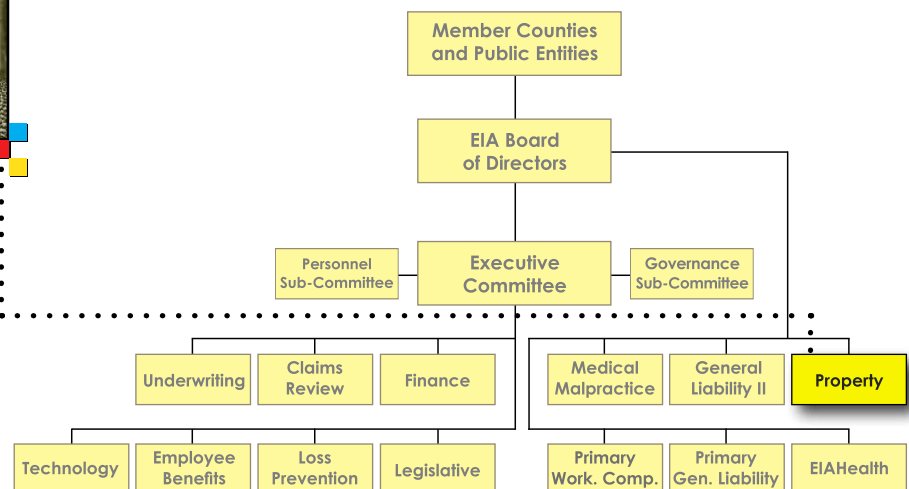 Member Counties
and Public Entities
EIA Board
of Directors
Personnel
Sub-Committee
Executive
Committee
Governance
Sub-Committee
Underwriting
Claims
Review
Finance
Medical
Malpractice
General
Liability II
Property
Technology
Employee
Benefits
Loss
Prevention
Legislative
Primary
Work. Comp.
Primary
Gen. Liability
EIAHealth